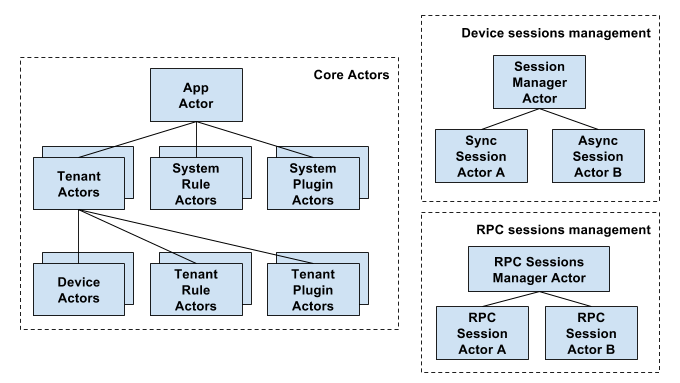 Core Actors
App
Actor
Tenant
Actors
System
Rule
Actors
System
Plugin
Actors
Device
Actors
Tenant
Rule
Actors
Tenant
Plugin
Actors
Device sessions management
Session
Manager
Actor
Sync
Session
Actor A
Async
Session
Actor B
RPC sessions management
RPC Sessions
Manager Actor
RPC
Session
Actor A
RPC
Session
Actor B